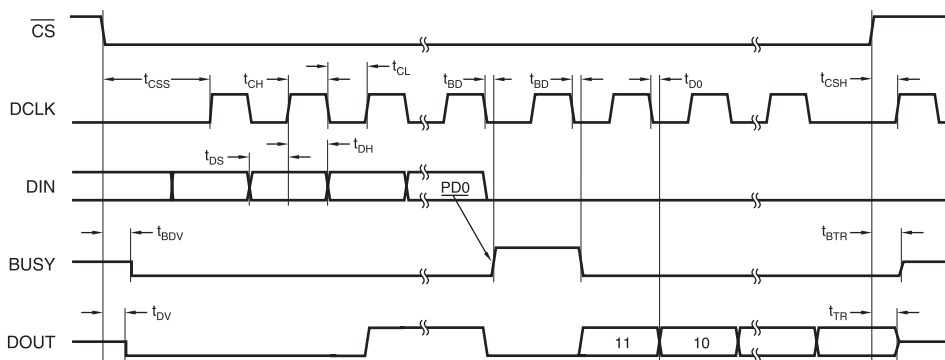 CS
tCSS tCH tCL tBD tBD tD0 tCSH
DCLK
tDS tDH
DIN
PD0
tBDV tBTR
BUSY
tDV tTR
DOUT 11 10